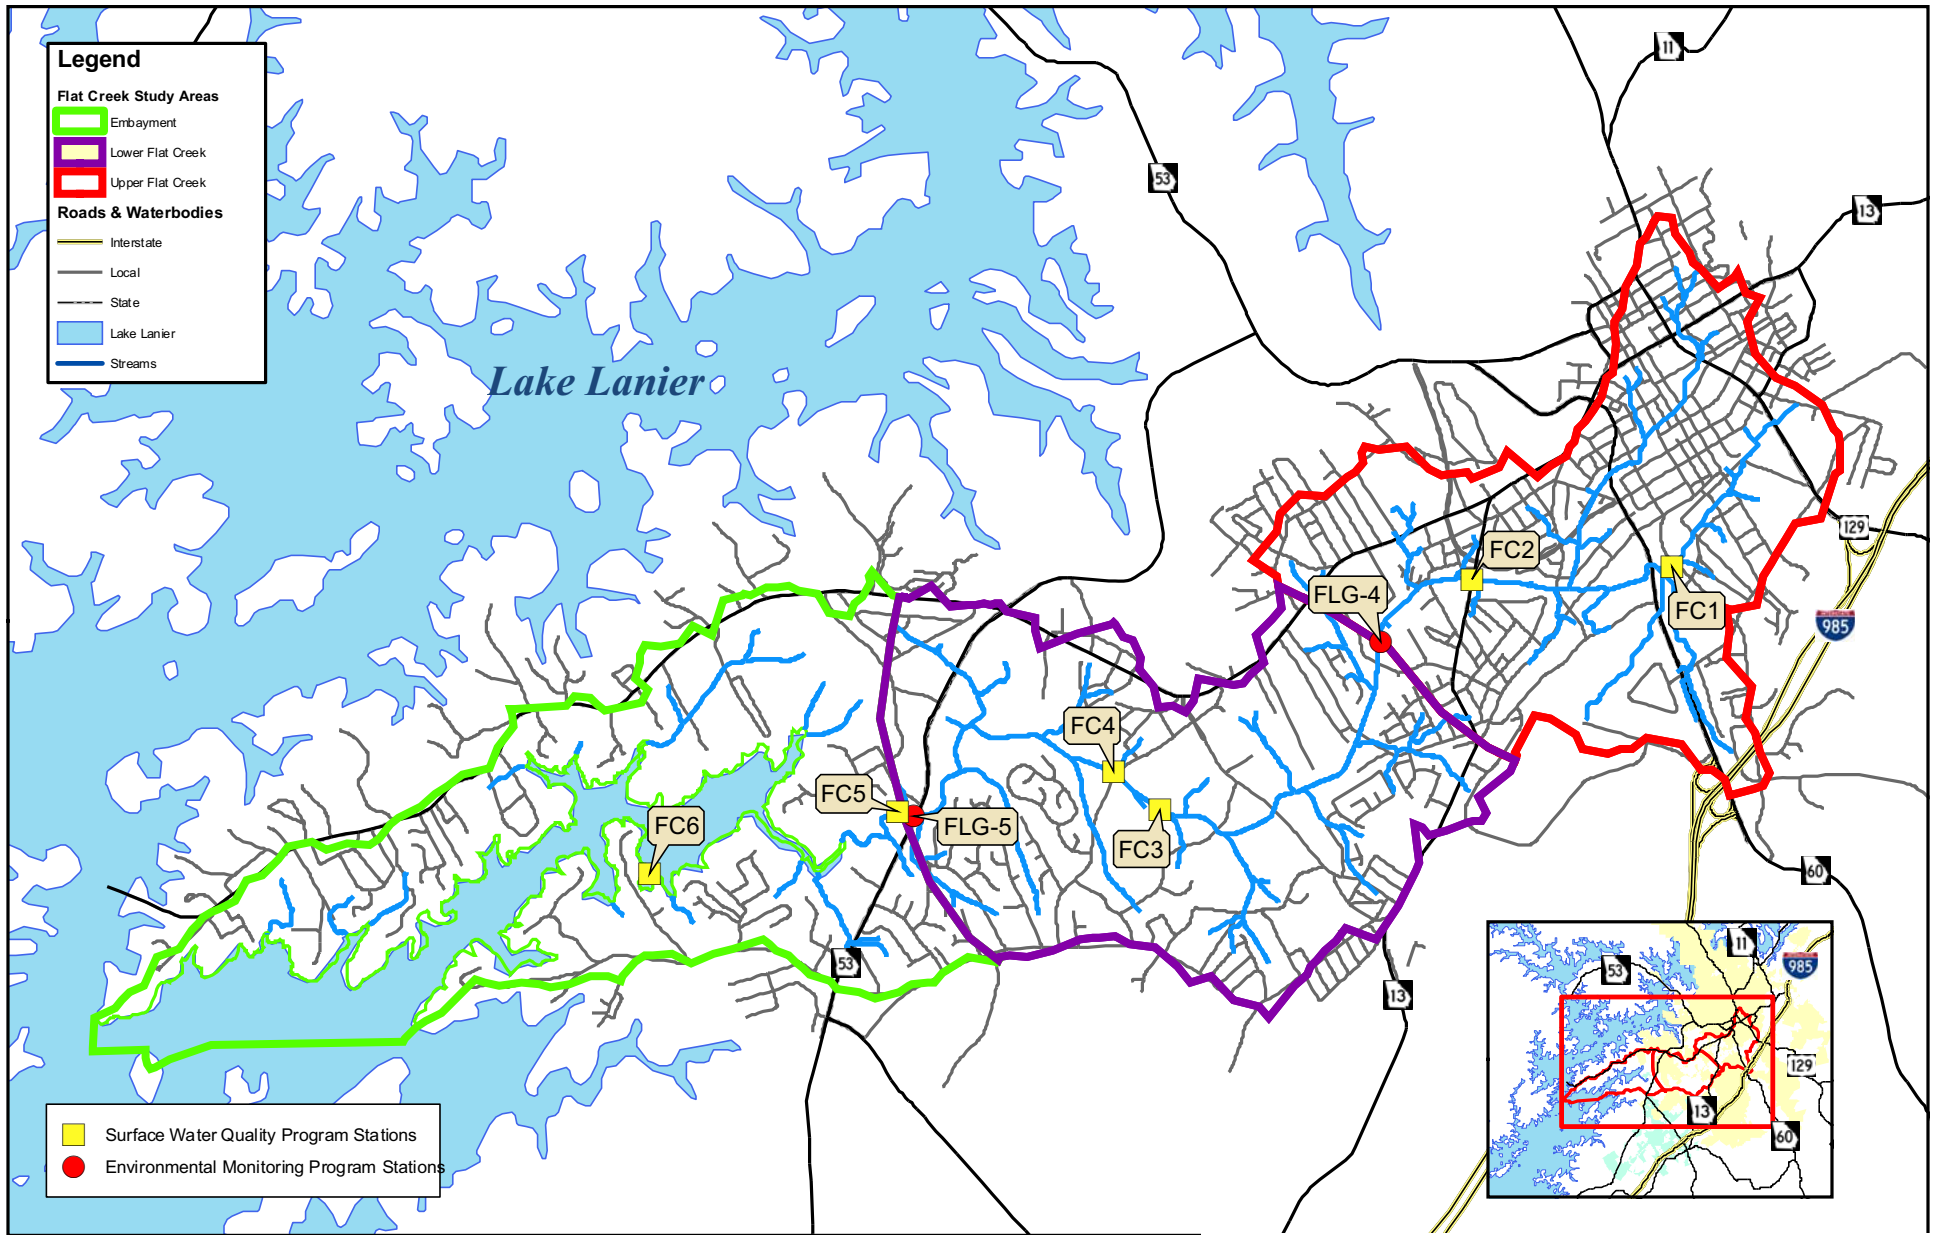 Legend
Flat Creek Study Areas
Embayment
Lower Flat Creek
Upper Flat Creek
Roads & Waterbodies
Interstate
Local
State
Lake Lanier
Streams
11
53
13
Lake Lanier
129
FC2
FLG-4
FC1
985
FC4
FC5
FLG-5
FC6
FC3
60
53
13
11
53
985
129
13
60
Surface Water Quality Program Stations
Environmental Monitoring Program Stations